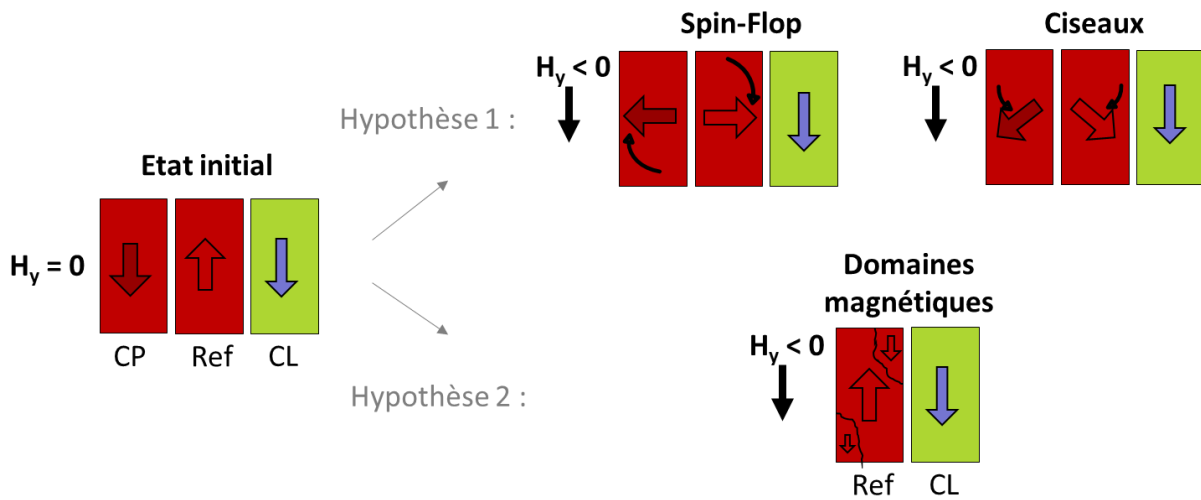 Spin-Flop
Ciseaux
Hy < 0
Hy < 0
Hypothèse 1 :
Etat initial
Hy = 0
CP
Ref
CL
Domaines
magnétiques
Hy < 0
Hypothèse 2 :
Ref
CL